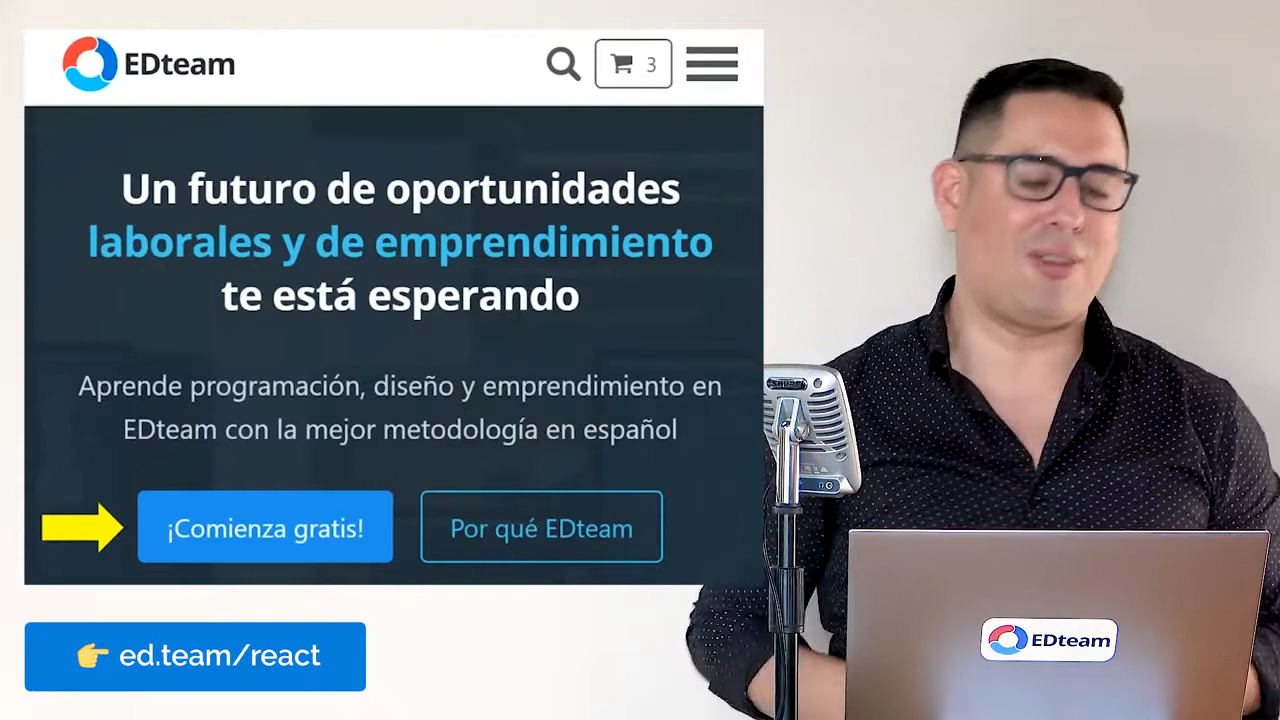 EDteam
3
Un futuro de oportunidades
laborales y de emprendimiento
te está esperando
Aprende programación, diseño y emprendimiento en
EDteam con la mejor metodología en español
¡Comienza gratis!
Por qué EDteam
👉 ed.team/react
SHURE
EDteam